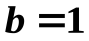 b = 1